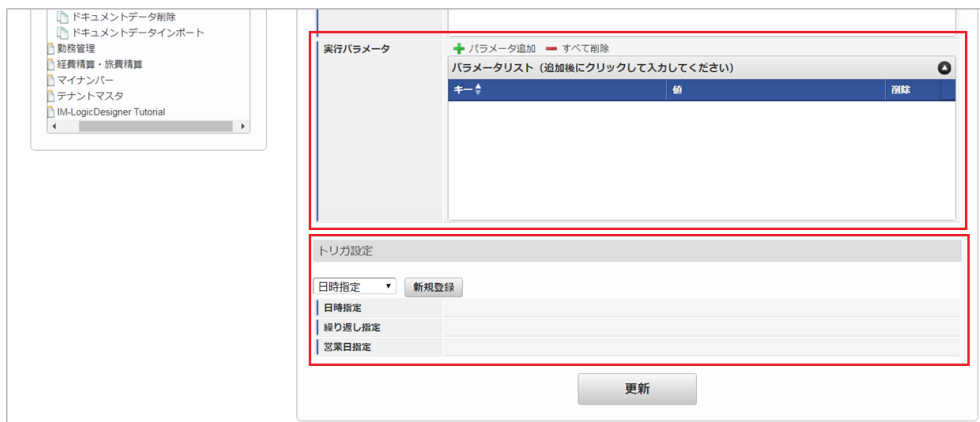 ドキュメントデータ削除
ドキュメントデータインポート
勤務管理
経費精算・旅費精算
マイナンバー
テナントマスタ
IM-LogicDesigner Tutorial
実行パラメータ
パラメータ追加 すべて削除
パラメータリスト（追加後にクリックして入力してください）
キー 値 削除
トリガ設定
日時指定 新規登録
日時指定
繰り返し指定
営業日指定
更新